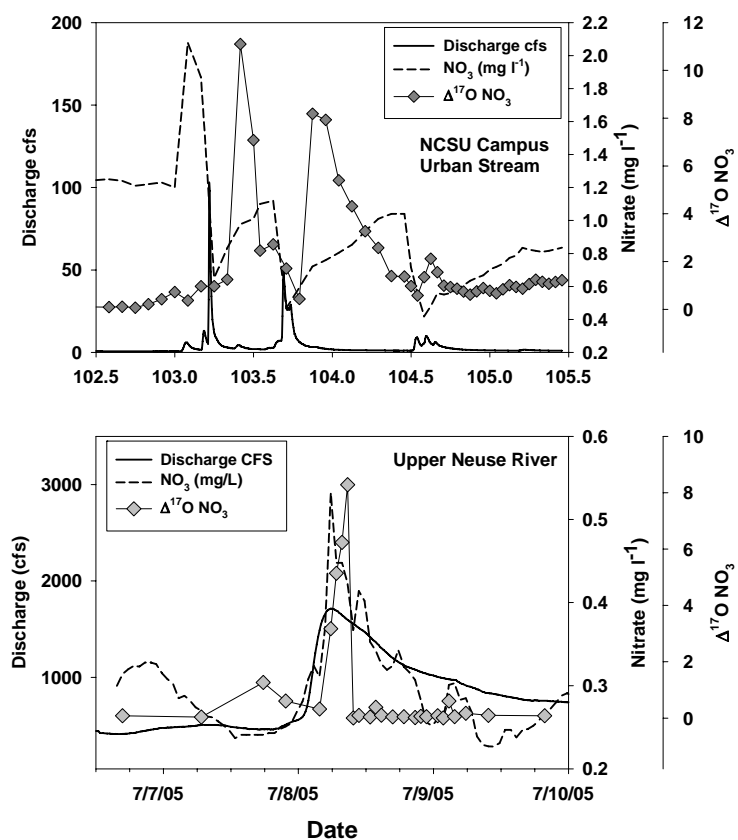 200
150
100
50
0
Discharge cfs
Discharge cfs
NO3 (mg l-1)
Δ17O NO3
NCSU Campus
Urban Stream
2.2
2.0
1.8
1.6
1.4
1.2
1.0
0.8
0.6
0.4
0.2
Nitrate (mg l-1)
12
10
8
6
4
2
0
Δ17O NO3
102.5 103.0 103.5 104.0 104.5 105.0 105.5
3000
2000
1000
Discharge (cfs)
Discharge CFS
NO3 (mg/L)
Δ17O NO3
Upper Neuse River
0.6
0.5
0.4
0.3
0.2
Nitrate (mg l-1)
10
8
6
4
2
0
Δ17O NO3
7/7/05 7/8/05 7/9/05 7/10/05
Date